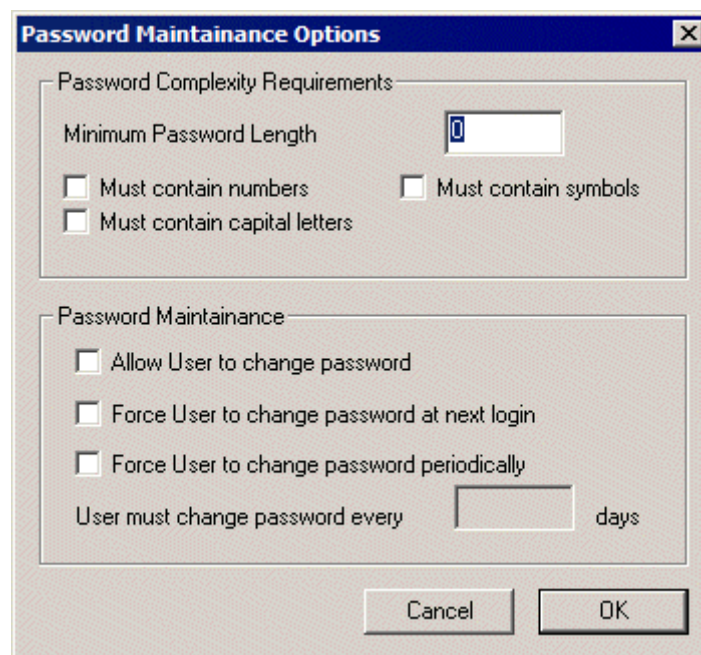 Password Maintainance Options
Password Complexity Requirements
Minimum Password Length 0
Must contain numbers Must contain symbols
Must contain capital letters
Password Maintainance
Allow User to change password
Force User to change password at next login
Force User to change password periodically
User must change password every days
Cancel OK